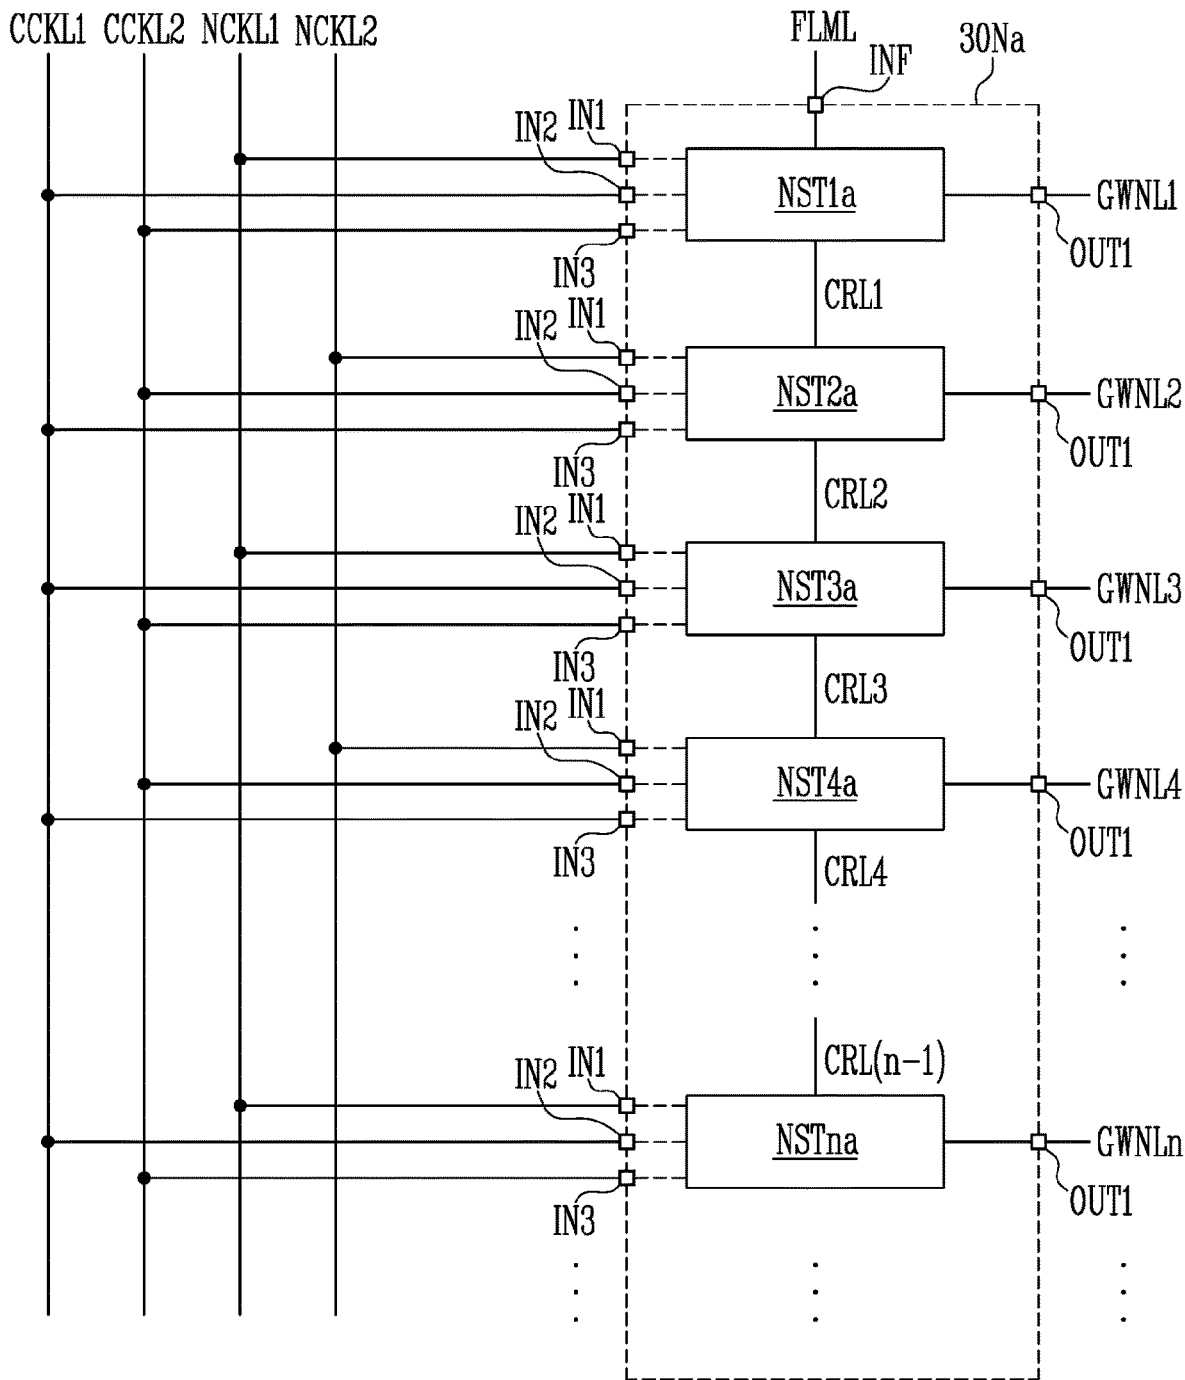 CCKL1 CCKL2 NCKL1 NCKL2 FLML
INF 30Na
IN1
IN2
NST1a GWNL1
IN3 OUT1
CRL1
IN1
IN2
NST2a GWNL2
IN3 OUT1
CRL2
IN1
IN2
NST3a GWNL3
IN3 OUT1
CRL3
IN1
IN2
NST4a GWNL4
IN3 OUT1
CRL4
CRL(n-1)
IN1
IN2
NSTna GWNLn
IN3 OUT1